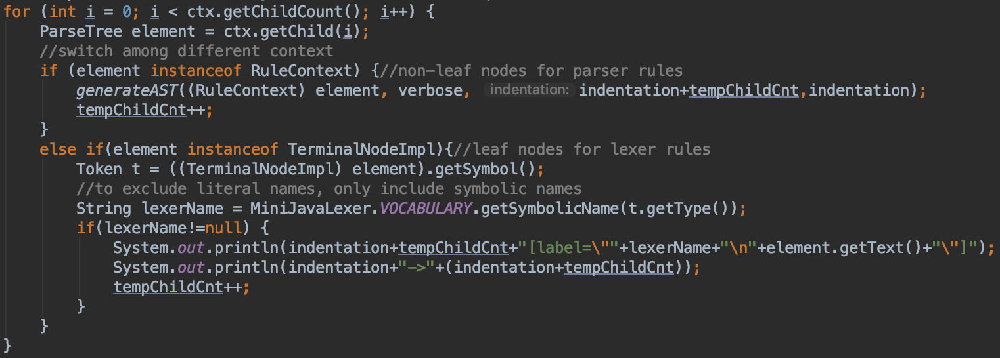 for (int i = 0; i < ctx.getChildCount(); i++) {
    ParseTree element = ctx.getChild(i);
    //switch among different context
    if (element instanceof RuleContext) {//non-leaf nodes for parser rules
        generateAST((RuleContext) element, verbose, indentation: indentation+tempChildCnt,indentation);
        tempChildCnt++;
    }
    else if(element instanceof TerminalNodeImpl){//leaf nodes for lexer rules
        Token t = ((TerminalNodeImpl) element).getSymbol();
        //to exclude literal names, only include symbolic names
        String lexerName = MiniJavaLexer.VOCABULARY.getSymbolicName(t.getType());
        if(lexerName!=null) {
            System.out.println(indentation+tempChildCnt+"[label=\""+lexerName+"\n"+element.getText()+"\"]");
            System.out.println(indentation+"->"+(indentation+tempChildCnt));
            tempChildCnt++;
        }
    }
}